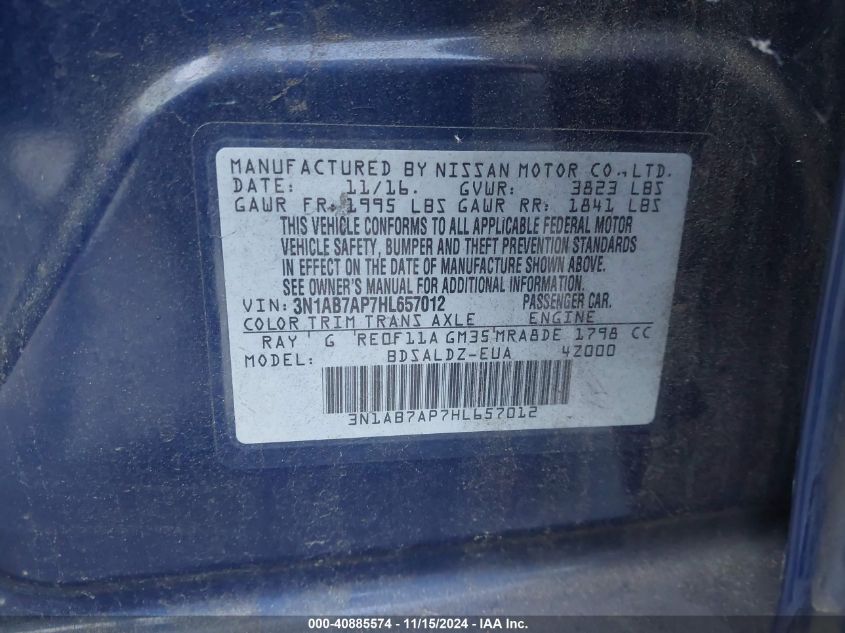 MANUFACTURED BY NISSAN MOTOR CO., LTD.
DATE: 11/16. GVWR: 3823 LBS
GAWR FR. 1995 LBS GAWR RR: 1841 LBS
THIS VEHICLE CONFORMS TO ALL APPLICABLE FEDERAL MOTOR
VEHICLE SAFETY, BUMPER AND THEFT PREVENTION STANDARDS
IN EFFECT ON THE DATE OF MANUFACTURE SHOWN ABOVE.
SEE OWNER'S MANUAL FOR ADDITIONAL INFORMATION.
VIN: 3N1AB7AP7HL657012 PASSENGER CAR.
COLOR TRIM TRANS AXLE ENGINE
RAY G RE0F11A GM35 MRA8DE 1798 CC
MODEL: BDSALDZ-EUA 4Z000
3N1AB7AP7HL657012
000-40885574 - 11/15/2024 - IAA, Inc.